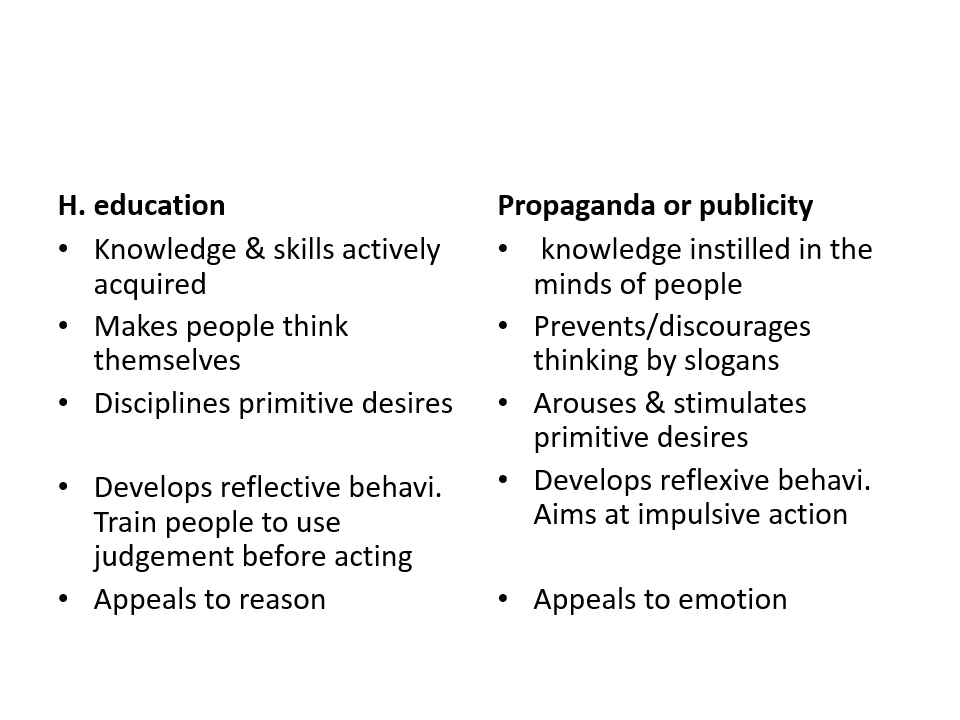 H. education
• Knowledge & skills actively
acquired
• Makes people think
themselves
• Disciplines primitive desires
• Develops reflective behavi.
Train people to use
judgement before acting
• Appeals to reason
Propaganda or publicity
• knowledge instilled in the
minds of people
• Prevents/discourages
thinking by slogans
• Arouses & stimulates
primitive desires
• Develops reflexive behavi.
Aims at impulsive action
• Appeals to emotion